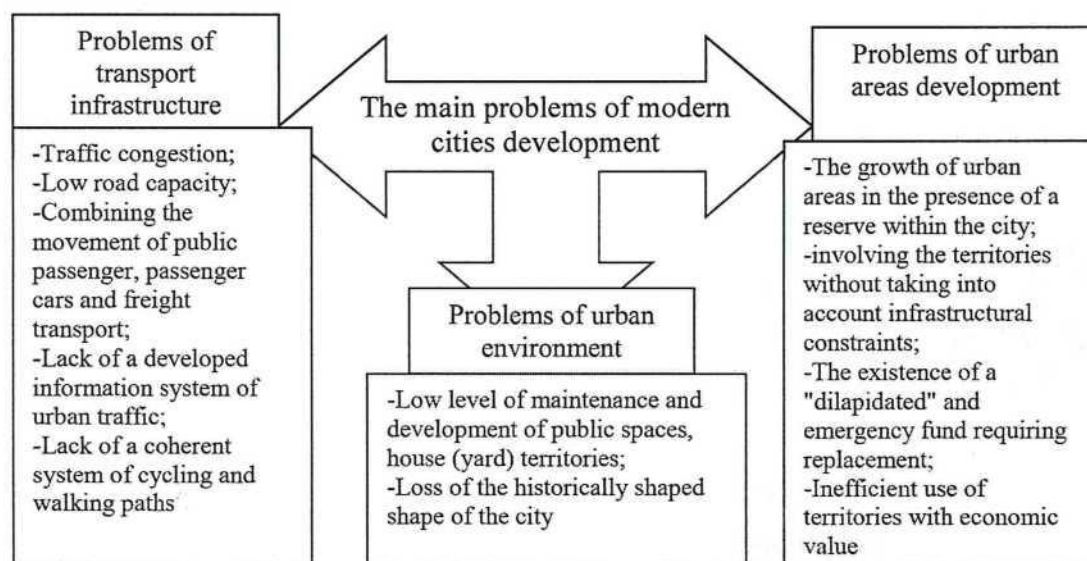 Problems of
transport
infrastructure
-Traffic congestion;
-Low road capacity;
-Combining the
movement of public
passenger, passenger
cars and freight
transport;
-Lack of a developed
information system of
urban traffic;
-Lack of a coherent
system of cycling and
walking paths
The main problems of modern
cities development
Problems of urban
environment
-Low level of maintenance and
development of public spaces,
house (yard) territories;
-Loss of the historically shaped
shape of the city
Problems of urban
areas development
-The growth of urban
areas in the presence of a
reserve within the city;
-involving the territories
without taking into
account infrastructural
constraints;
-The existence of a
"dilapidated" and
emergency fund requiring
replacement;
-Inefficient use of
territories with economic
value